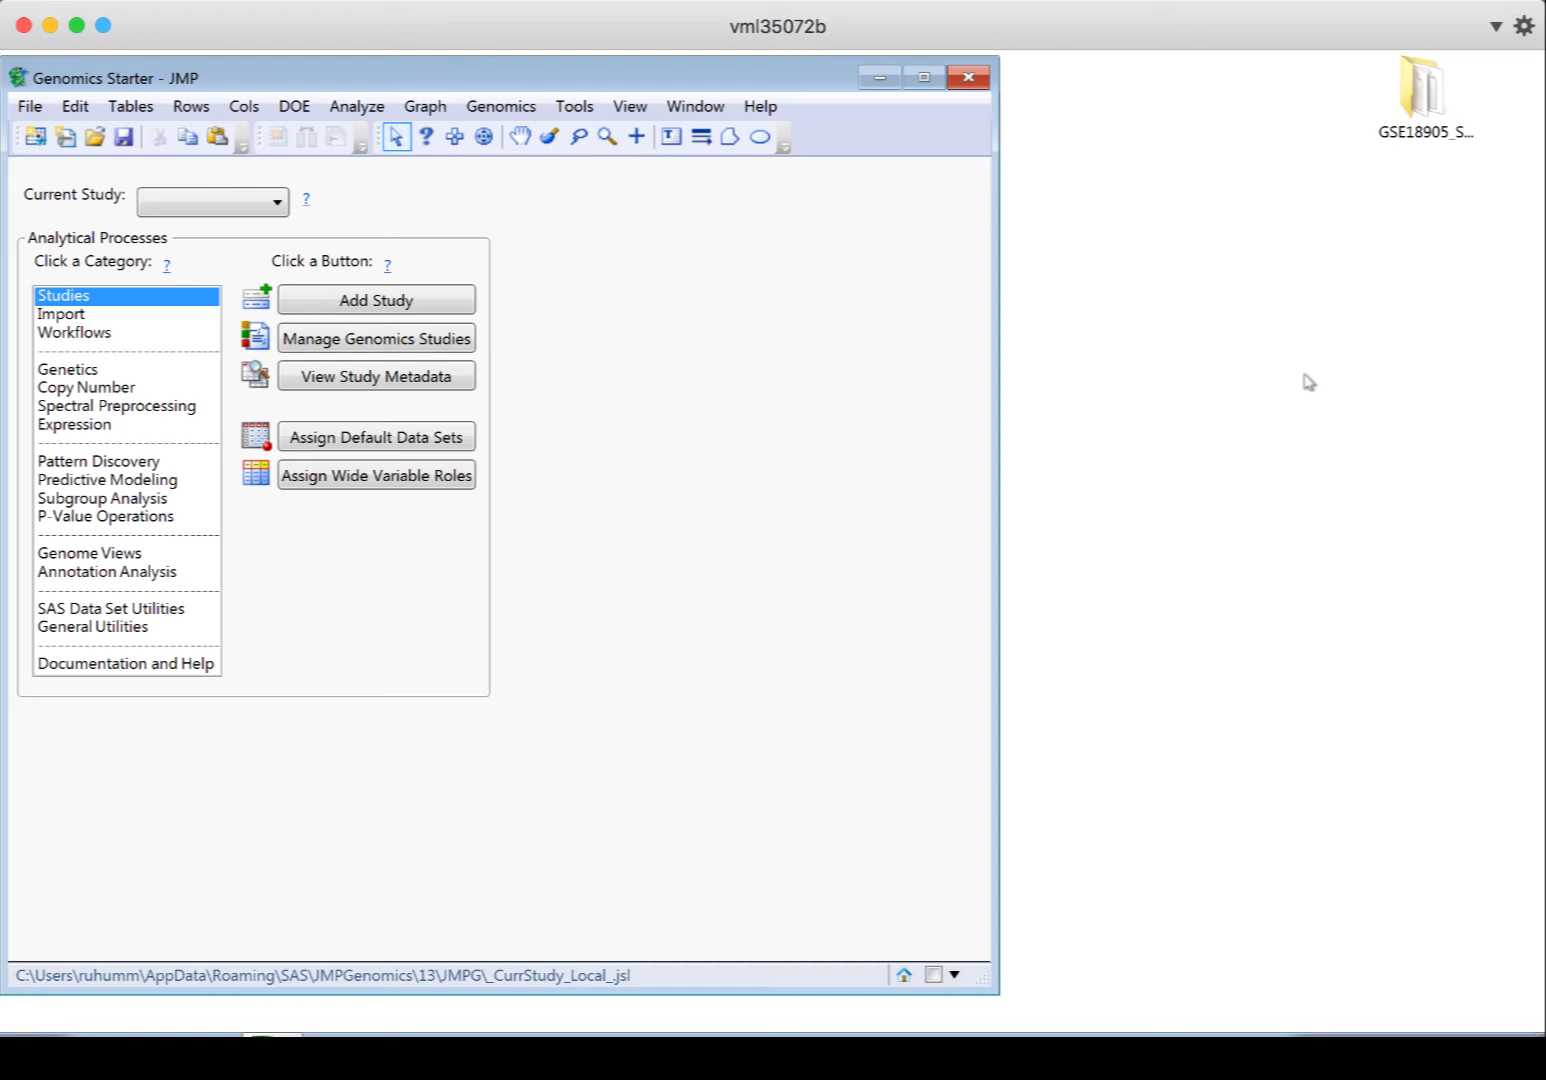 vml35072b
Genomics Starter - JMP
File Edit Tables Rows Cols DOE Analyze Graph Genomics Tools View Window Help
GSE18905_S...
Current Study: ?
Analytical Processes
Click a Category: ? Click a Button: ?
Studies
Import
Workflows
Genetics
Copy Number
Spectral Preprocessing
Expression
Pattern Discovery
Predictive Modeling
Subgroup Analysis
P-Value Operations
Genome Views
Annotation Analysis
SAS Data Set Utilities
General Utilities
Documentation and Help
Add Study
Manage Genomics Studies
View Study Metadata
Assign Default Data Sets
Assign Wide Variable Roles
C:\Users\ruhumm\AppData\Roaming\SAS\JMPGenomics\13\JMPG\_CurrStudy_Local_.jsl